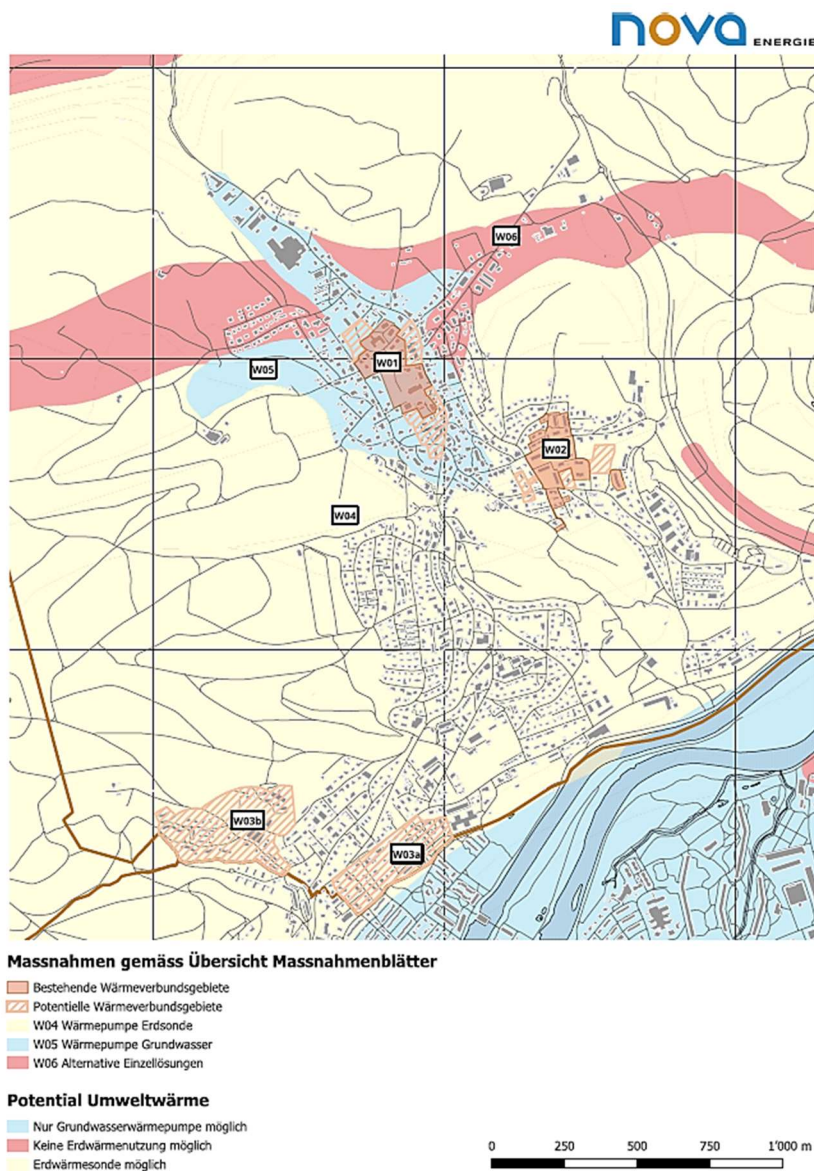 nova ENERGIE
W06
W05
W01
W02
W04
W03b
W03a
Massnahmen gemäss Übersicht Massnahmenblätter
Bestehende Wärmeverbundsgebiete
Potentielle Wärmeverbundsgebiete
W04 Wärmepumpe Erdsonde
W05 Wärmepumpe Grundwasser
W06 Alternative Einzellösungen
Potential Umweltwärme
Nur Grundwasserwärmepumpe möglich
Keine Erdwärmenutzung möglich
Erdwärmesonde möglich
0 250 500 750 1'000 m